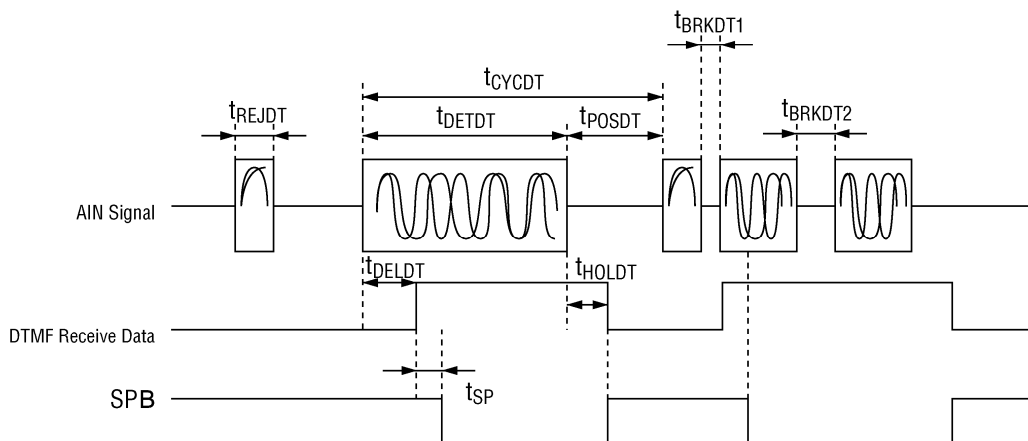 tBRKDT1
tCYCDT
tREJDT
tDETDT
tPOSDT
tBRKDT2
AIN Signal
tDELDT
tHOLDT
DTMF Receive Data
tSP
SPB